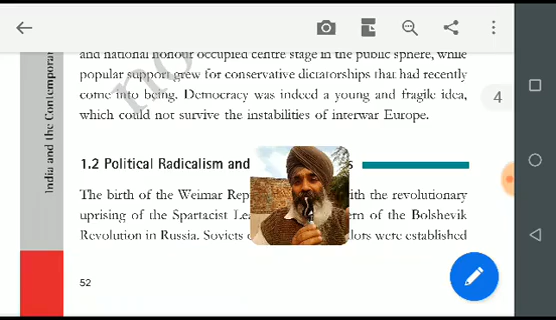 and national honour occupied centre stage in the public sphere, while
popular support grew for conservative dictatorships that had recently
come into being. Democracy was indeed a young and fragile idea,
which could not survive the instabilities of interwar Europe.
4
India and the Contemporar
1.2 Political Radicalism and
The birth of the Weimar Rep ith the revolutionary
uprising of the Spartacist Le ern of the Bolshevik
Revolution in Russia. Soviets were established
52